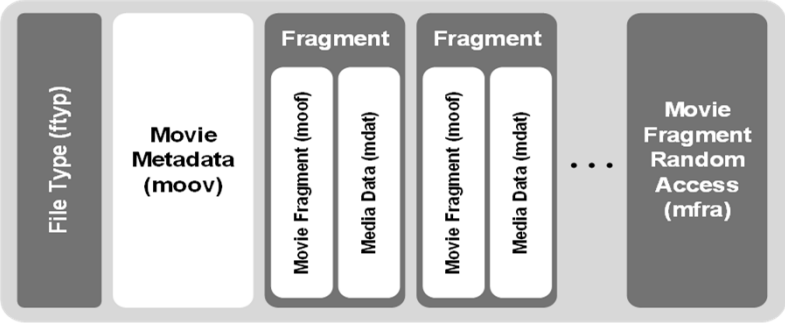 File Type (ftyp)
Movie
Metadata
(moov)
Fragment
Movie Fragment (moof)
Media Data (mdat)
Fragment
Movie Fragment (moof)
Media Data (mdat)
...
Movie
Fragment
Random
Access
(mfra)